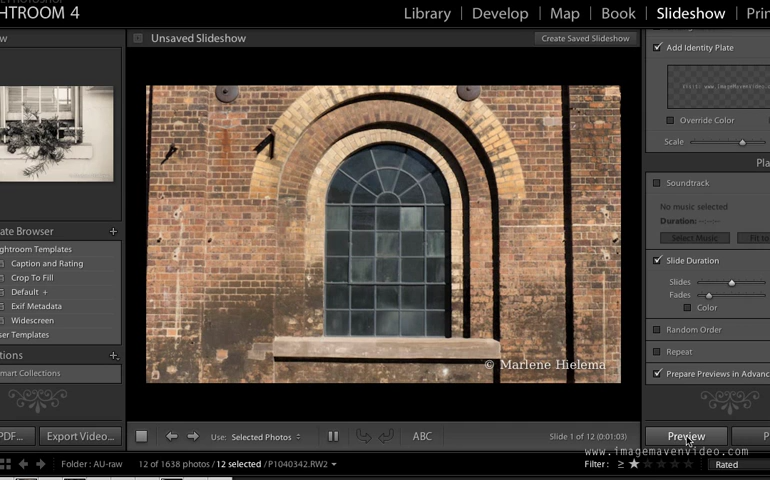 HTROOM 4
Library | Develop | Map | Book | Slideshow | Prin
Unsaved Slideshow
Create Saved Slideshow
Add Identity Plate
Override Color
Scale
© Marlene Hielema
Pla
Soundtrack
No music selected
Duration:
Select Music
Fit to
Slide Duration
Slides
Fades
Color
Random Order
Repeat
Prepare Previews in Advanc
ate Browser +
ghtroom Templates
Caption and Rating
Crop To Fill
Default +
Exif Metadata
Widescreen
ser Templates
tions +
mart Collections
PDF...
Export Video...
Use: Selected Photos
ABC
Slide 1 of 12 (0:01:03)
Preview
P
www.imagemavenvideo.com
Folder : AU-raw
12 of 1638 photos / 12 selected / P1040342.RW2
Filter : ≥ ★
Rated